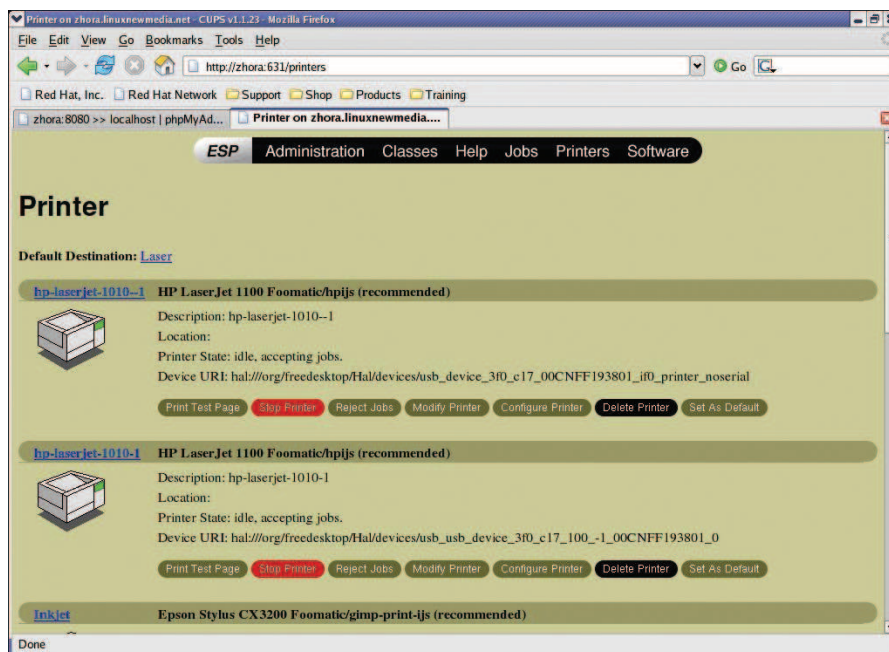 Printer on zhora.linuxnewmedia.net - CUPS v1.1.23 - Mozilla Firefox
File Edit View Go Bookmarks Tools Help
http://zhora:631/printers Go G
Red Hat, Inc. Red Hat Network Support Shop Products Training
zhora:8080 >> localhost | phpMyAd... Printer on zhora.linuxnewmedia....
ESP Administration Classes Help Jobs Printers Software
Printer
Default Destination: Laser
hp-laserjet-1010--1 HP LaserJet 1100 Foomatic/hpijs (recommended)
Description: hp-laserjet-1010--1
Location:
Printer State: idle, accepting jobs.
Device URI: hal:///org/freedesktop/Hal/devices/usb_device_3f0_c17_00CNFF193801_if0_printer_noserial
Print Test Page Stop Printer Reject Jobs Modify Printer Configure Printer Delete Printer Set As Default
hp-laserjet-1010-1 HP LaserJet 1100 Foomatic/hpijs (recommended)
Description: hp-laserjet-1010-1
Location:
Printer State: idle, accepting jobs.
Device URI: hal:///org/freedesktop/Hal/devices/usb_usb_device_3f0_c17_100_-1_00CNFF193801_0
Print Test Page Stop Printer Reject Jobs Modify Printer Configure Printer Delete Printer Set As Default
Inkjet Epson Stylus CX3200 Foomatic/gimp-print-ijs (recommended)
Done